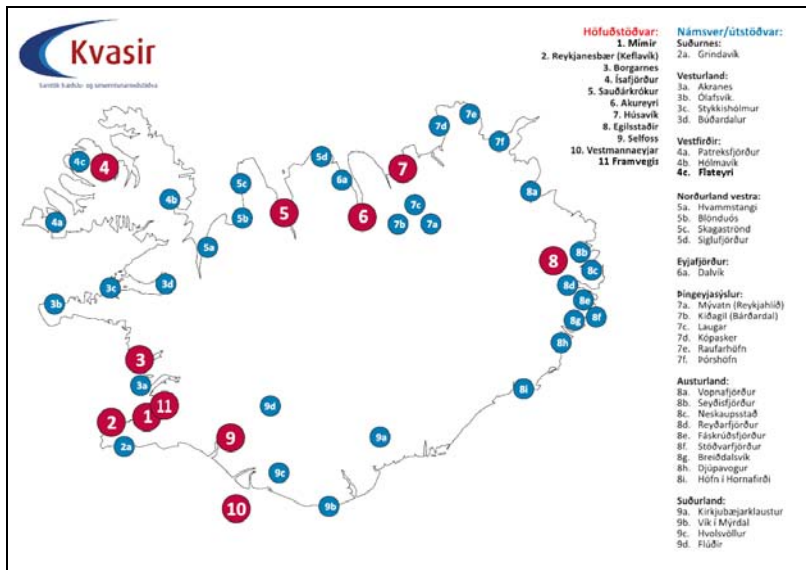 Kvasir
Samtök fræðslu- og símenntunarmiðstöðva
Höfuðstöðvar:
1. Mímir
2. Reykjanesbær (Keflavík)
3. Borgarnes
4. Ísafjörður
5. Sauðárkrókur
6. Akureyri
7. Húsavík
8. Egilsstaðir
9. Selfoss
10. Vestmannaeyjar
11 Framvegis
Námsver/útstöðvar:
Suðurnes:
2a. Grindavík
Vesturland:
3a. Akranes
3b. Ólafsvík.
3c. Stykkishólmur
3d. Búðardalur
Vestfirðir:
4a. Patreksfjörður
4b. Hólmavík
4c. Flateyri
Norðurland vestra:
5a. Hvammstangi
5b. Blönduós
5c. Skagaströnd
5d. Siglufjörður
Eyjafjörður:
6a. Dalvík
Þingeyjasýslur:
7a. Mývatn (Reykjahlíð)
7b. Kiðagil (Bárðardal)
7c. Laugar
7d. Kópasker
7e. Raufarhöfn
7f. Þórshöfn
Austurland:
8a. Vopnafjörður
8b. Seyðisfjörður
8c. Neskaupsstað
8d. Reyðarfjörður
8e. Fáskrúðsfjörður
8f. Stöðvarfjörður
8g. Breiðdalsvík
8h. Djúpavogur
8i. Höfn í Hornafirði
Suðurland:
9a. Kirkjubæjarklaustur
9b. Vík í Mýrdal
9c. Hvolsvöllur
9d. Flúðir
7e
7d
7f
4c
4
5d
7
6a
5c
8a
4b
7c
4a
5b
5
6
7b
7a
5a
8b
8
8c
3c
3d
8d
3b
8e
8f
8g
8h
3
3a
8i
11
9d
1
2
9
9a
2a
9c
10
9b